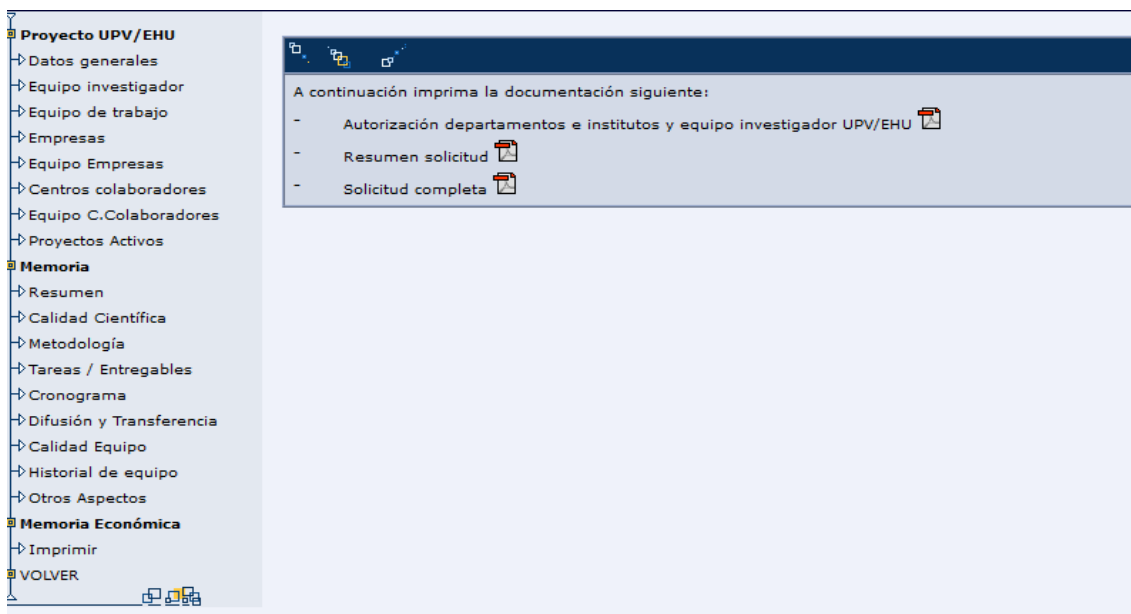 Proyecto UPV/EHU
Datos generales
Equipo investigador
Equipo de trabajo
Empresas
Equipo Empresas
Centros colaboradores
Equipo C.Colaboradores
Proyectos Activos
Memoria
Resumen
Calidad Científica
Metodología
Tareas / Entregables
Cronograma
Difusión y Transferencia
Calidad Equipo
Historial de equipo
Otros Aspectos
Memoria Económica
Imprimir
VOLVER
A continuación imprima la documentación siguiente:
- Autorización departamentos e institutos y equipo investigador UPV/EHU
- Resumen solicitud
- Solicitud completa